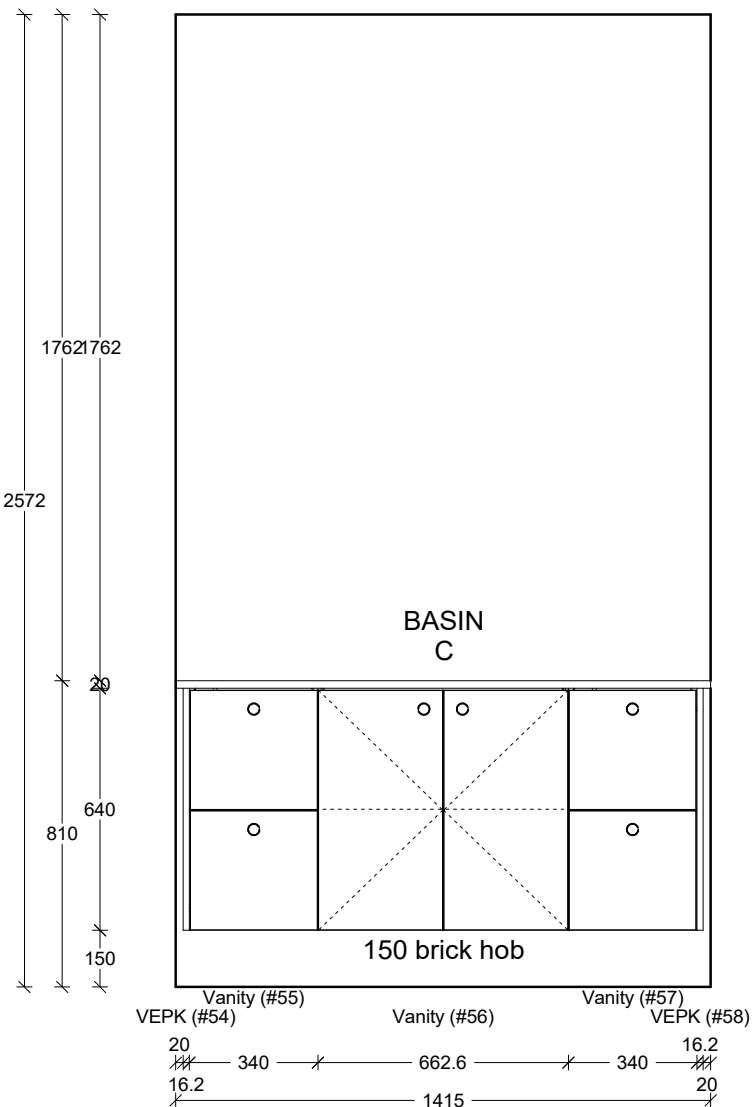 1762
1762
2572
BASIN
C
20
640
810
150 brick hob
150
Vanity (#55)
Vanity (#57)
VEPK (#54)
Vanity (#56)
VEPK (#58)
20
16.2
340
662.6
340
16.2
20
1415